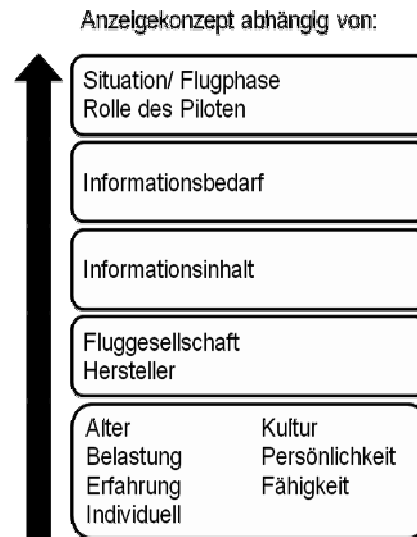 Anzeigekonzept abhängig von:
Situation/ Flugphase
Rolle des Piloten
Informationsbedarf
Informationsinhalt
Fluggesellschaft
Hersteller
Alter Kultur
Belastung Persönlichkeit
Erfahrung Fähigkeit
Individuell